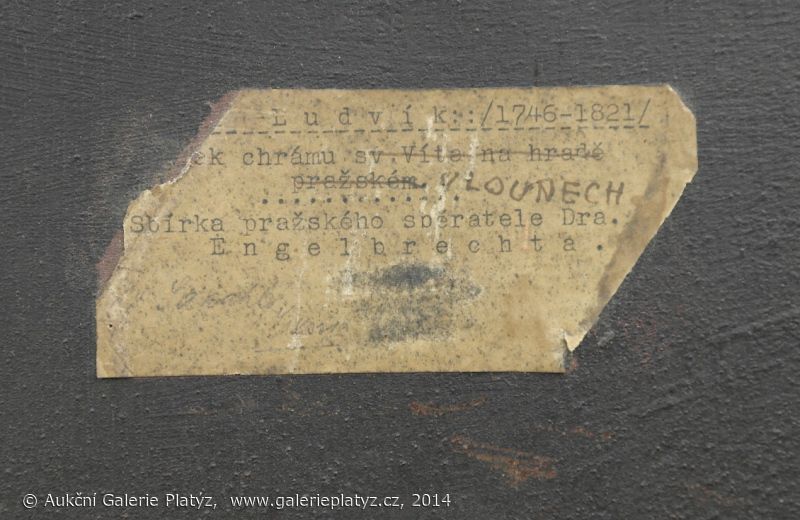 Ludvík::/1746-1821/
ek chrámu sv.Víta na hradě
pražském. V LOUNECH
..............
Sbírka pražského sběratele Dra.
Engelbrechta.
© Aukční Galerie Platýz, www.galerieplatyz.cz, 2014